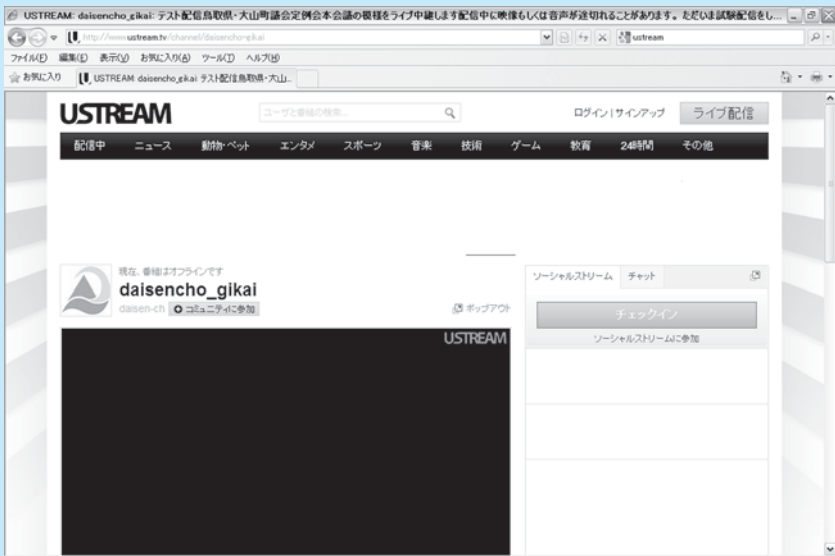 USTREAM: daisencho_gikai: テスト配信鳥取県・大山町議会定例会本会議の模様をライブ中継します配信中に映像もしくは音声が途切れることがあります。ただいま試験配信をし...
http://www.ustream.tv/channel/daisencho-gikai
ustream
ファイル(F) 編集(E) 表示(V) お気に入り(A) ツール(T) ヘルプ(H)
お気に入り USTREAM daisencho_gikai テスト配信鳥取県・大山...
USTREAM ユーザと番組の検索... ログイン | サインアップ ライブ配信
配信中 ニュース 動物・ペット エンタメ スポーツ 音楽 技術 ゲーム 教育 24時間 その他
現在、番組はオフラインです
daisencho_gikai
daisen-ch コミュニティに参加 ポップアウト
USTREAM
ソーシャルストリーム チャット
チェックイン
ソーシャルストリームに参加